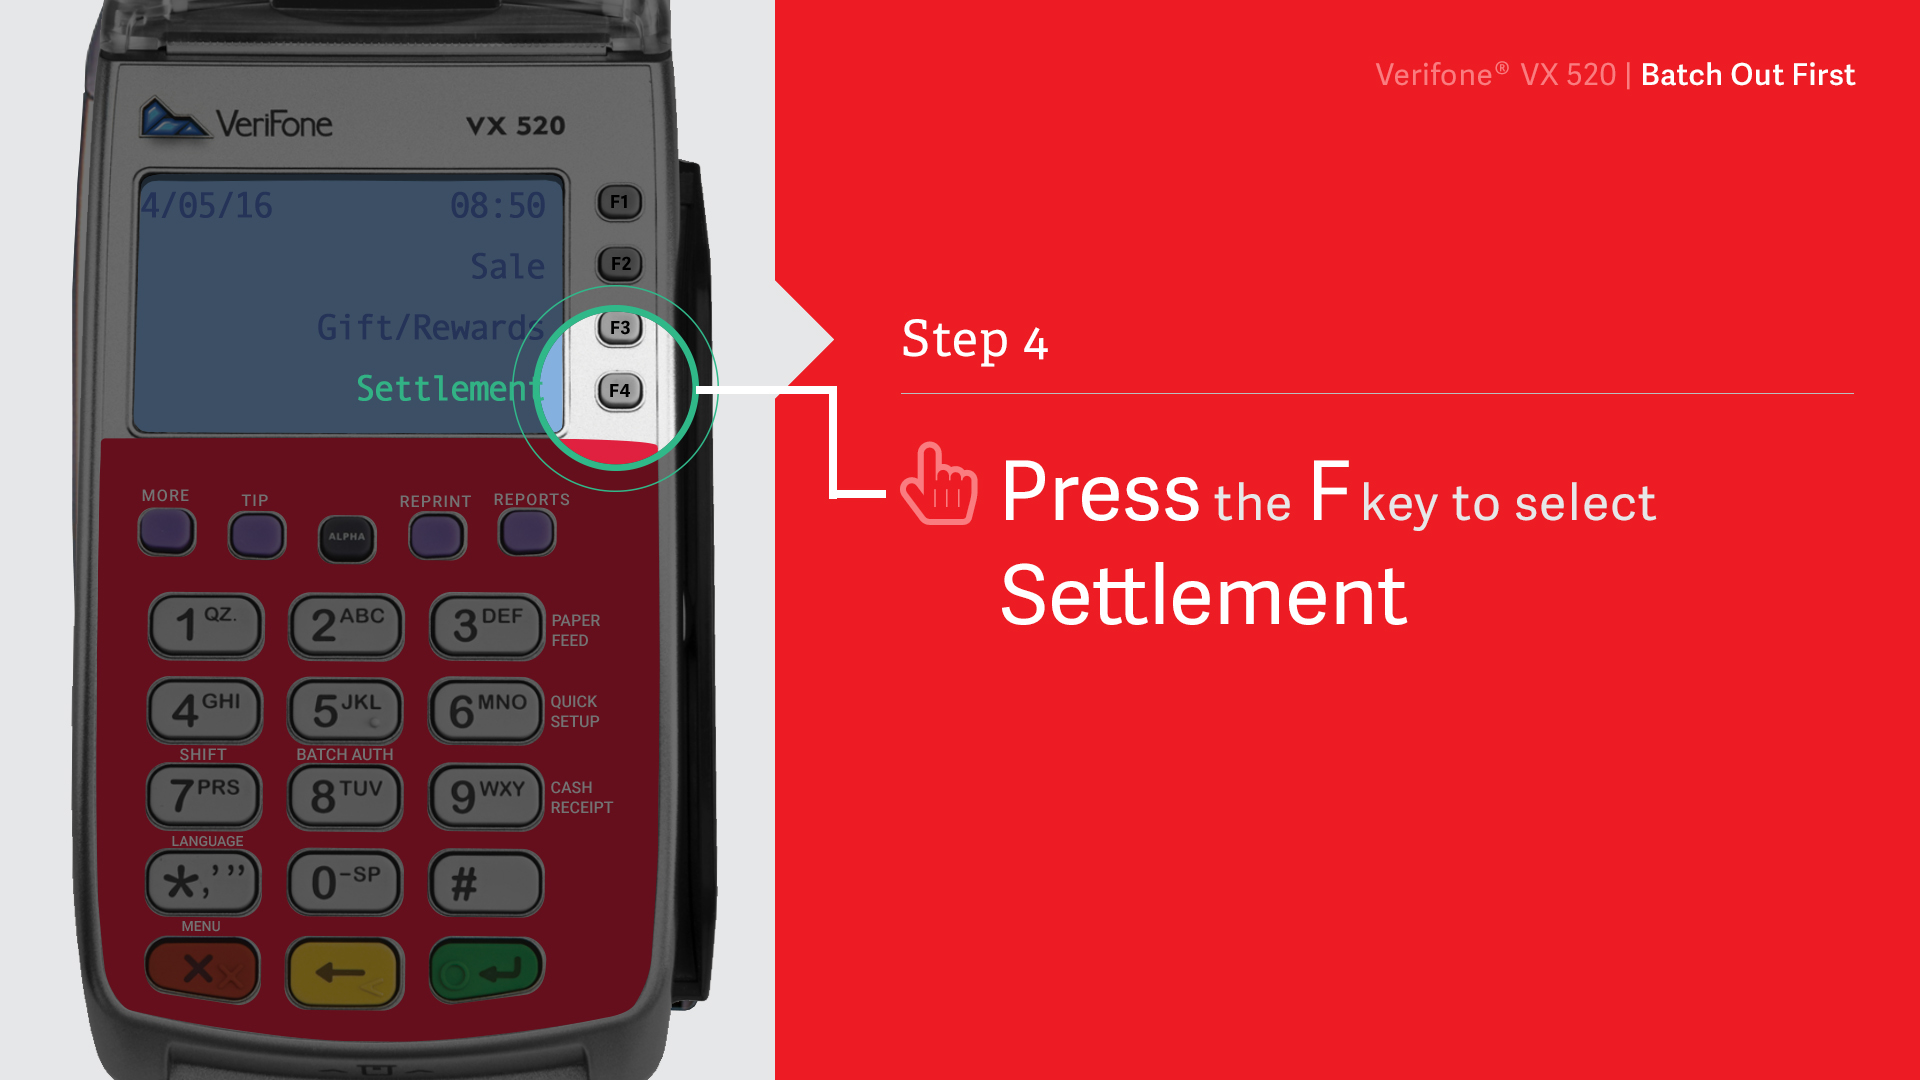 VeriFone
VX 520
4/05/16 08:50
Sale
Gift/Rewards
Settlement
F1
F2
F3
F4
MORE
TIP
ALPHA
REPRINT
REPORTS
1 QZ.
2 ABC
3 DEF
PAPER
FEED
4 GHI
5 JKL
6 MNO
QUICK
SETUP
SHIFT
BATCH AUTH
7 PRS
8 TUV
9 WXY
CASH
RECEIPT
LANGUAGE
*,'"
0 -SP
#
MENU
Verifone® VX 520 | Batch Out First
Step 4
Press the F key to select
Settlement